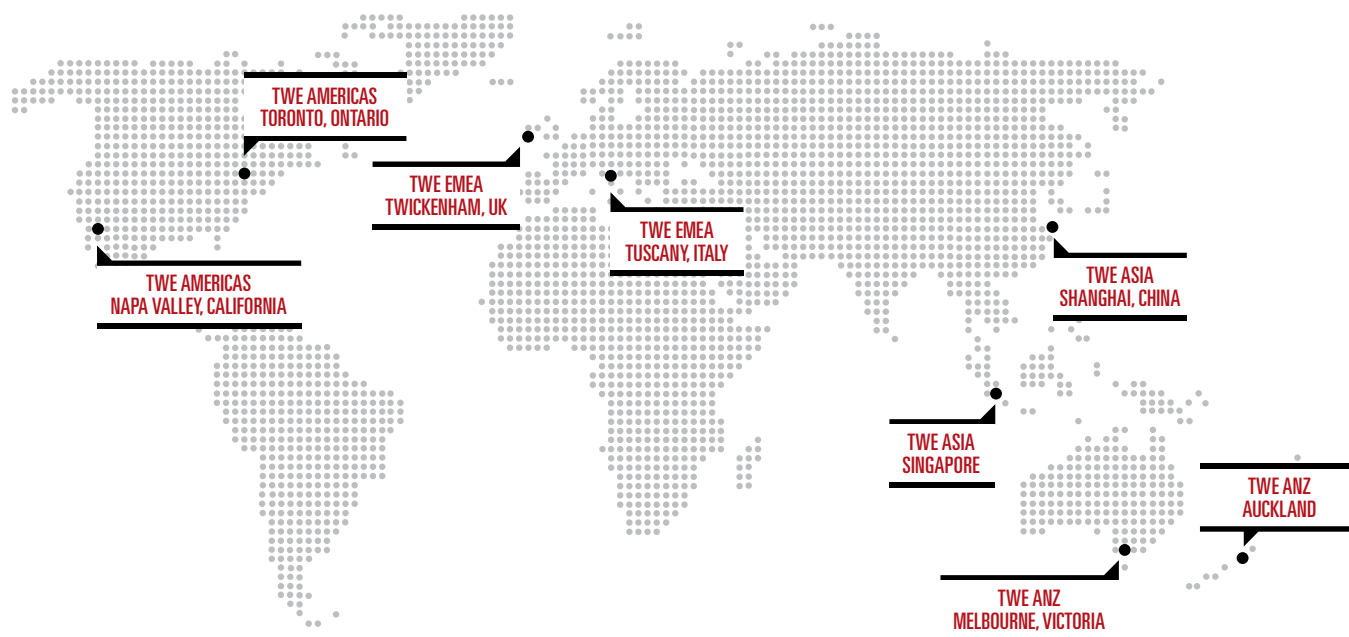 TWE AMERICAS
TORONTO, ONTARIO
TWE EMEA
TWICKENHAM, UK
TWE EMEA
TUSCANY, ITALY
TWE AMERICAS
NAPA VALLEY, CALIFORNIA
TWE ASIA
SHANGHAI, CHINA
TWE ASIA
SINGAPORE
TWE ANZ
AUCKLAND
TWE ANZ
MELBOURNE, VICTORIA